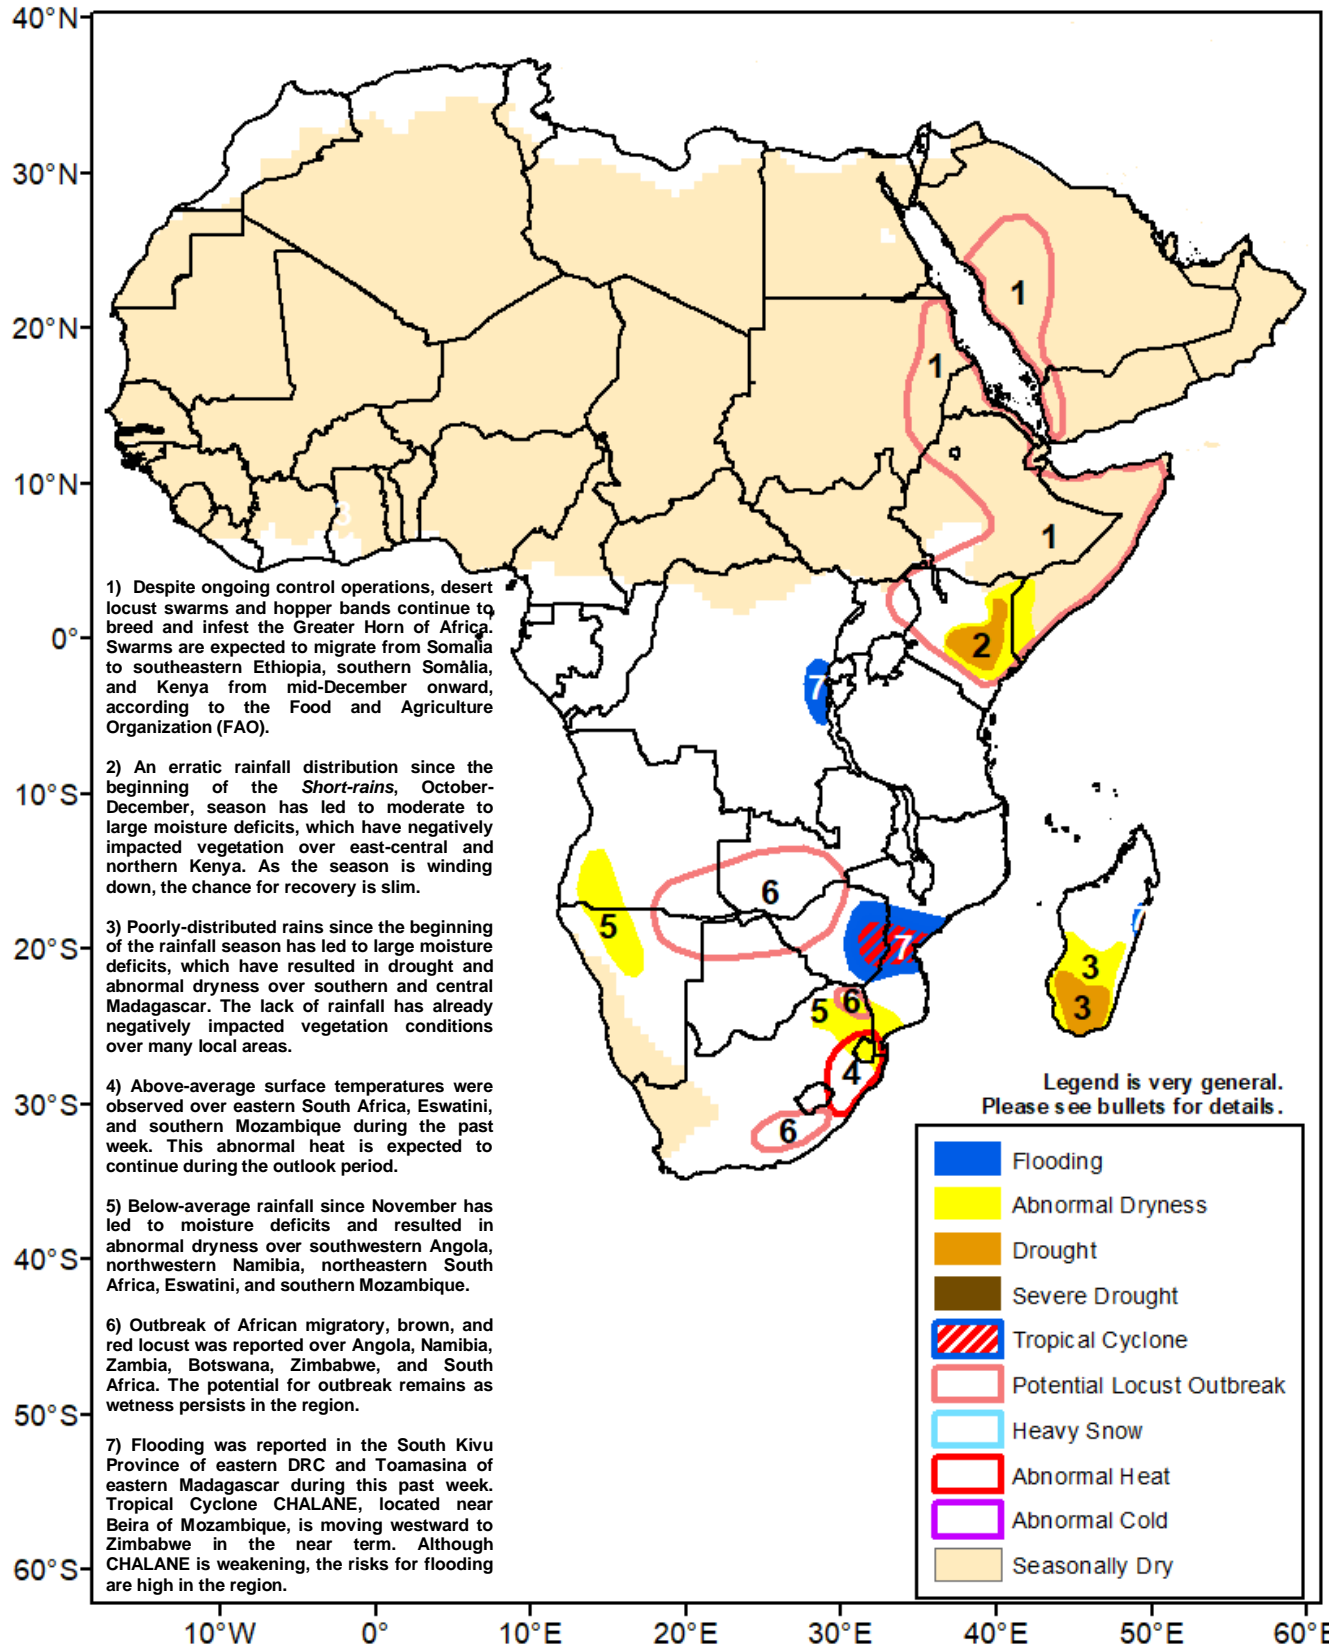 40°N
30°N
20°N
10°N
0°
10°S
20°S
30°S
40°S
50°S
60°S
10°W
0°
10°E
20°E
30°E
40°E
50°E
60°E
1
1
1
3
2
7
6
5
7
7
3
3
5
6
4
6
1) Despite ongoing control operations, desert
locust swarms and hopper bands continue to
breed and infest the Greater Horn of Africa.
Swarms are expected to migrate from Somalia
to southeastern Ethiopia, southern Somalia,
and Kenya from mid-December onward,
according to the Food and Agriculture
Organization (FAO).
2) An erratic rainfall distribution since the
beginning of the Short-rains, October-
December, season has led to moderate to
large moisture deficits, which have negatively
impacted vegetation over east-central and
northern Kenya. As the season is winding
down, the chance for recovery is slim.
3) Poorly-distributed rains since the beginning
of the rainfall season has led to large moisture
deficits, which have resulted in drought and
abnormal dryness over southern and central
Madagascar. The lack of rainfall has already
negatively impacted vegetation conditions
over many local areas.
4) Above-average surface temperatures were
observed over eastern South Africa, Eswatini,
and southern Mozambique during the past
week. This abnormal heat is expected to
continue during the outlook period.
5) Below-average rainfall since November has
led to moisture deficits and resulted in
abnormal dryness over southwestern Angola,
northwestern Namibia, northeastern South
Africa, Eswatini, and southern Mozambique.
6) Outbreak of African migratory, brown, and
red locust was reported over Angola, Namibia,
Zambia, Botswana, Zimbabwe, and South
Africa. The potential for outbreak remains as
wetness persists in the region.
7) Flooding was reported in the South Kivu
Province of eastern DRC and Toamasina of
eastern Madagascar during this past week.
Tropical Cyclone CHALANE, located near
Beira of Mozambique, is moving westward to
Zimbabwe in the near term. Although
CHALANE is weakening, the risks for flooding
are high in the region.
Legend is very general.
Please see bullets for details.
Flooding
Abnormal Dryness
Drought
Severe Drought
Tropical Cyclone
Potential Locust Outbreak
Heavy Snow
Abnormal Heat
Abnormal Cold
Seasonally Dry